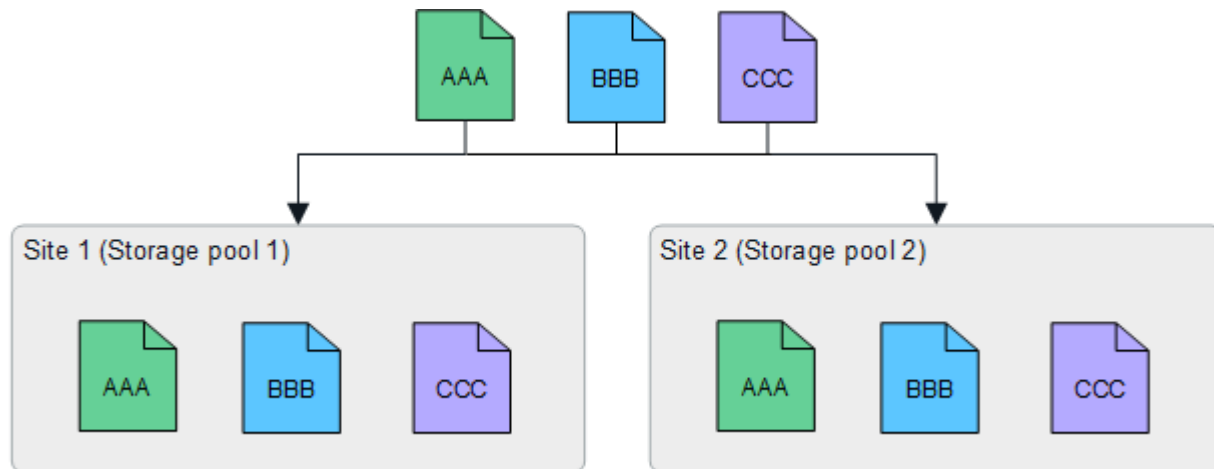 AAA
BBB
CCC
Site 1 (Storage pool 1)
AAA
BBB
CCC
Site 2 (Storage pool 2)
AAA
BBB
CCC